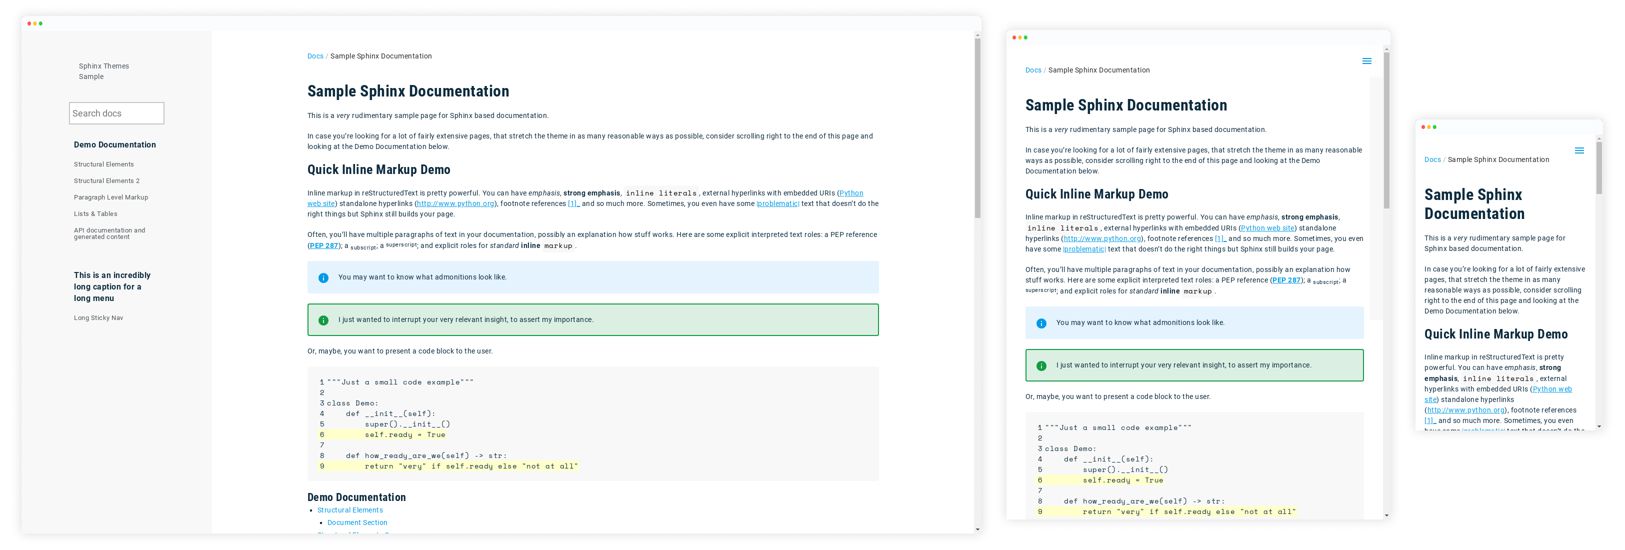 Sphinx Themes
Sample
Search docs
Demo Documentation
Structural Elements
Structural Elements 2
Paragraph Level Markup
Lists & Tables
API documentation and
generated content
This is an incredibly
long caption for a
long menu
Long Sticky Nav
Docs / Sample Sphinx Documentation
Sample Sphinx Documentation
This is a very rudimentary sample page for Sphinx based documentation.
In case you're looking for a lot of fairly extensive pages, that stretch the theme in as many reasonable ways as possible, consider scrolling right to the end of this page and
looking at the Demo Documentation below.
Quick Inline Markup Demo
Inline markup in reStructuredText is pretty powerful. You can have emphasis, strong emphasis, inline literals, external hyperlinks with embedded URIs (Python
web site) standalone hyperlinks (http://www.python.org), footnote references [1]_ and so much more. Sometimes, you even have some |problematic| text that doesn't do the
right things but Sphinx still builds your page.
Often, you'll have multiple paragraphs of text in your documentation, possibly an explanation how stuff works. Here are some explicit interpreted text roles: a PEP reference
(PEP 287); a subscript; a superscript; and explicit roles for standard inline markup .
You may want to know what admonitions look like.
I just wanted to interrupt your very relevant insight, to assert my importance.
Or, maybe, you want to present a code block to the user.
1 """Just a small code example"""
2
3 class Demo:
4     def __init__(self):
5         super().__init__()
6         self.ready = True
7
8     def how_ready_are_we(self) -> str:
9         return "very" if self.ready else "not at all"
Demo Documentation
• Structural Elements
• Document Section
Docs / Sample Sphinx Documentation
Sample Sphinx Documentation
This is a very rudimentary sample page for Sphinx based documentation.
In case you're looking for a lot of fairly extensive pages, that stretch the theme in as many reasonable
ways as possible, consider scrolling right to the end of this page and looking at the Demo
Documentation below.
Quick Inline Markup Demo
Inline markup in reStructuredText is pretty powerful. You can have emphasis, strong emphasis,
inline literals, external hyperlinks with embedded URIs (Python web site) standalone
hyperlinks (http://www.python.org), footnote references [1]_ and so much more. Sometimes, you even
have some |problematic| text that doesn't do the right things but Sphinx still builds your page.
Often, you'll have multiple paragraphs of text in your documentation, possibly an explanation how
stuff works. Here are some explicit interpreted text roles: a PEP reference (PEP 287); a subscript; a
superscript; and explicit roles for standard inline markup .
You may want to know what admonitions look like.
I just wanted to interrupt your very relevant insight, to assert my importance.
Or, maybe, you want to present a code block to the user.
1 """Just a small code example"""
2
3 class Demo:
4     def __init__(self):
5         super().__init__()
6         self.ready = True
7
8     def how_ready_are_we(self) -> str:
9         return "very" if self.ready else "not at all"
Docs / Sample Sphinx Documentation
Sample Sphinx
Documentation
This is a very rudimentary sample page for
Sphinx based documentation.
In case you're looking for a lot of fairly extensive
pages, that stretch the theme in as many
reasonable ways as possible, consider scrolling
right to the end of this page and looking at the
Demo Documentation below.
Quick Inline Markup Demo
Inline markup in reStructuredText is pretty
powerful. You can have emphasis, strong
emphasis, inline literals, external
hyperlinks with embedded URIs (Python web
site) standalone hyperlinks
(http://www.python.org), footnote references
[1]_ and so much more. Sometimes, you even
have some |problematic| text that doesn't do the